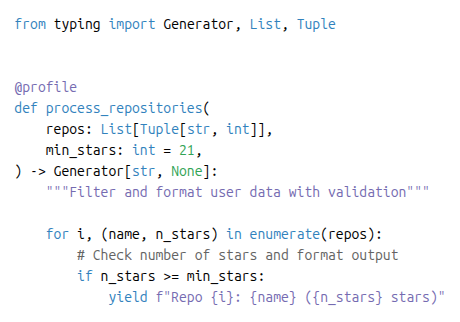 from typing import Generator, List, Tuple


@profile
def process_repositories(
    repos: List[Tuple[str, int]],
    min_stars: int = 21,
) -> Generator[str, None]:
    """Filter and format user data with validation"""

    for i, (name, n_stars) in enumerate(repos):
        # Check number of stars and format output
        if n_stars >= min_stars:
            yield f"Repo {i}: {name} ({n_stars} stars)"